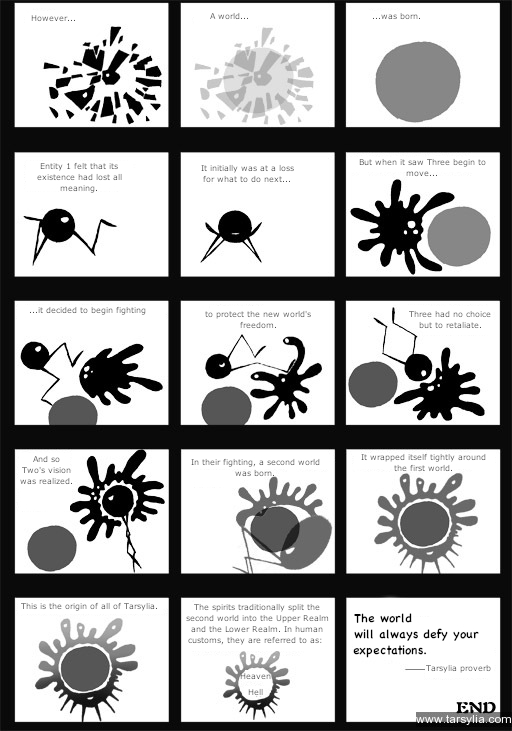 However...
A world...
...was born.
Entity 1 felt that its
existence had lost all
meaning.
It initially was at a loss
for what to do next...
But when it saw Three begin to
move...
...it decided to begin fighting
to protect the new world's
freedom.
Three had no choice
but to retaliate.
And so
Two's vision
was realized.
In their fighting, a second world
was born.
It wrapped itself tightly around
the first world.
This is the origin of all of Tarsylia.
The spirits traditionally split the
second world into the Upper Realm
and the Lower Realm. In human
customs, they are referred to as:
Heaven
Hell
The world
will always defy your
expectations.
——Tarsylia proverb
END
www.tarsylia.com